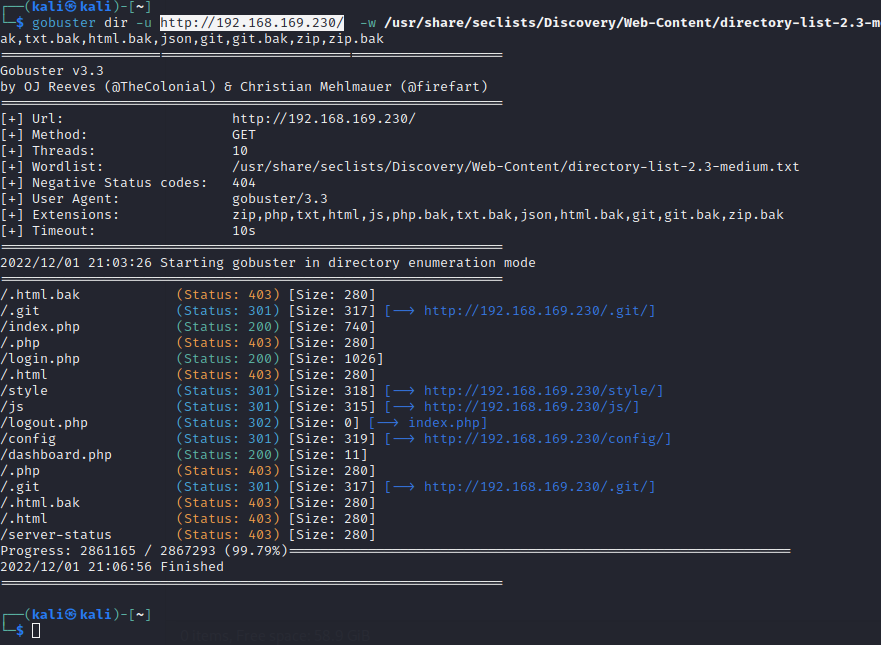 ┌──(kali㉿kali)-[~]
└─$ gobuster dir -u http://192.168.169.230/  -w /usr/share/seclists/Discovery/Web-Content/directory-list-2.3-m
ak,txt.bak,html.bak,json,git,git.bak,zip,zip.bak
===============================================================
Gobuster v3.3
by OJ Reeves (@TheColonial) & Christian Mehlmauer (@firefart)
===============================================================
[+] Url:                     http://192.168.169.230/
[+] Method:                  GET
[+] Threads:                 10
[+] Wordlist:                /usr/share/seclists/Discovery/Web-Content/directory-list-2.3-medium.txt
[+] Negative Status codes:   404
[+] User Agent:              gobuster/3.3
[+] Extensions:              zip,php,txt,html,js,php.bak,txt.bak,json,html.bak,git,git.bak,zip.bak
[+] Timeout:                 10s
===============================================================
2022/12/01 21:03:26 Starting gobuster in directory enumeration mode
===============================================================
/.html.bak            (Status: 403) [Size: 280]
/.git                 (Status: 301) [Size: 317] [--> http://192.168.169.230/.git/]
/index.php            (Status: 200) [Size: 740]
/.php                 (Status: 403) [Size: 280]
/login.php            (Status: 200) [Size: 1026]
/.html                (Status: 403) [Size: 280]
/style                (Status: 301) [Size: 318] [--> http://192.168.169.230/style/]
/js                   (Status: 301) [Size: 315] [--> http://192.168.169.230/js/]
/logout.php           (Status: 302) [Size: 0] [--> index.php]
/config               (Status: 301) [Size: 319] [--> http://192.168.169.230/config/]
/dashboard.php        (Status: 200) [Size: 11]
/.php                 (Status: 403) [Size: 280]
/.git                 (Status: 301) [Size: 317] [--> http://192.168.169.230/.git/]
/.html.bak            (Status: 403) [Size: 280]
/.html                (Status: 403) [Size: 280]
/server-status        (Status: 403) [Size: 280]
Progress: 2861165 / 2867293 (99.79%)===============================================================
2022/12/01 21:06:56 Finished
===============================================================
┌──(kali㉿kali)-[~]
└─$